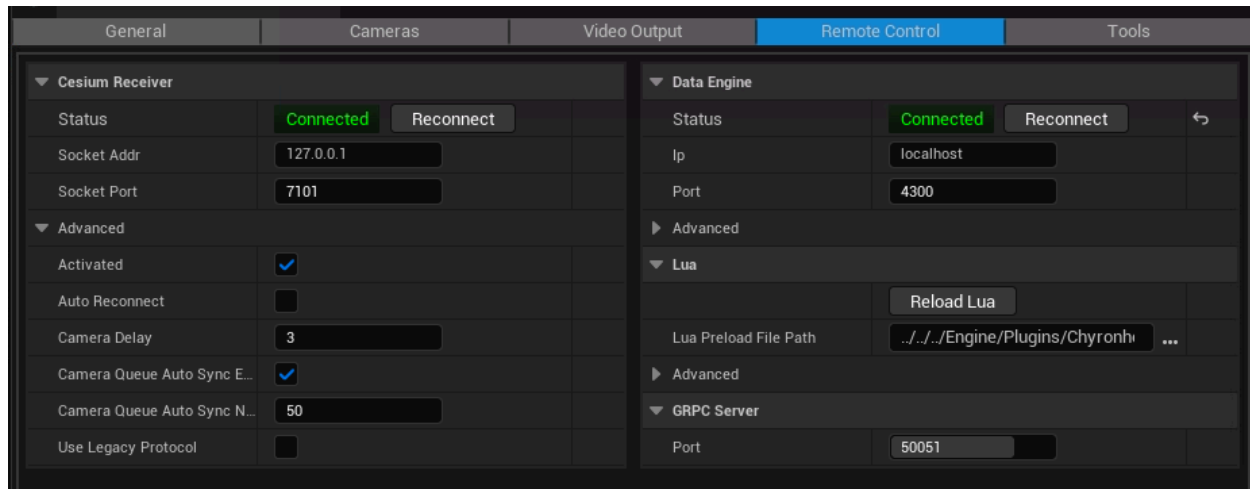 General Cameras Video Output Remote Control Tools
Cesium Receiver
Status Connected Reconnect
Socket Addr 127.0.0.1
Socket Port 7101
Advanced
Activated
Auto Reconnect
Camera Delay 3
Camera Queue Auto Sync E...
Camera Queue Auto Sync N... 50
Use Legacy Protocol
Data Engine
Status Connected Reconnect
Ip localhost
Port 4300
Advanced
Lua
Reload Lua
Lua Preload File Path ../../../Engine/Plugins/Chyronh ...
Advanced
GRPC Server
Port 50051